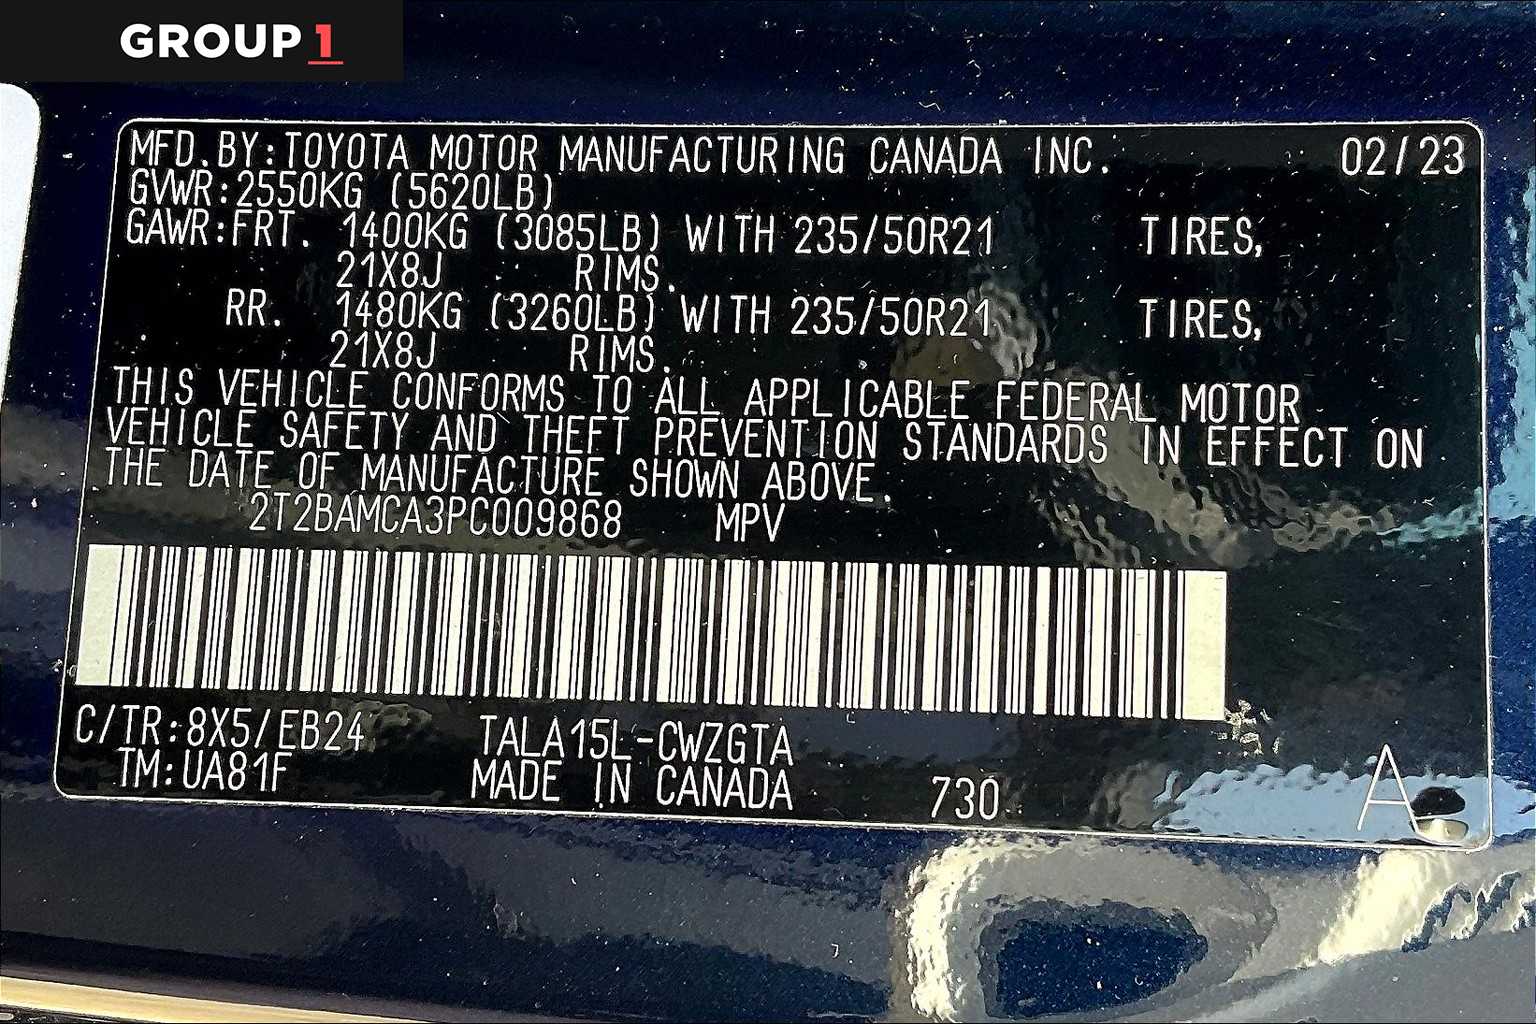 GROUP 1
MFD.BY:TOYOTA MOTOR MANUFACTURING CANADA INC. 02/23
GVWR:2550KG (5620LB)
GAWR:FRT. 1400KG (3085LB) WITH 235/50R21 TIRES,
21X8J RIMS.
RR. 1480KG (3260LB) WITH 235/50R21 TIRES,
21X8J RIMS.
THIS VEHICLE CONFORMS TO ALL APPLICABLE FEDERAL MOTOR
VEHICLE SAFETY AND THEFT PREVENTION STANDARDS IN EFFECT ON
THE DATE OF MANUFACTURE SHOWN ABOVE.
2T2BAMCA3PC009868 MPV
C/TR:8X5/EB24 TALA15L-CWZGTA
TM:UA81F MADE IN CANADA 730 A